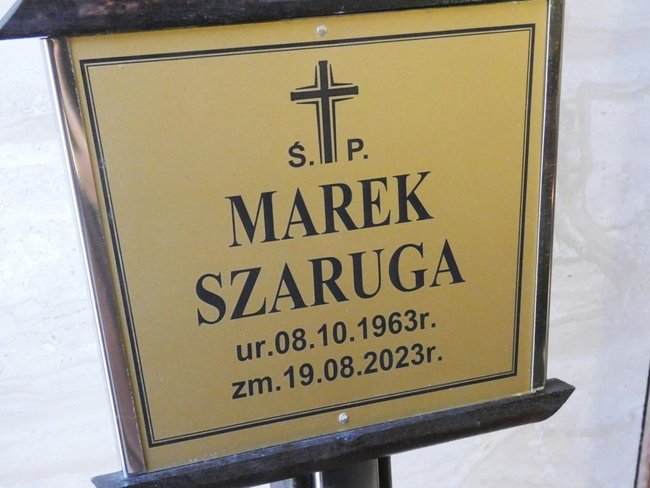 Ś. P.
MAREK
SZARUGA
ur.08.10.1963r.
zm.19.08.2023r.